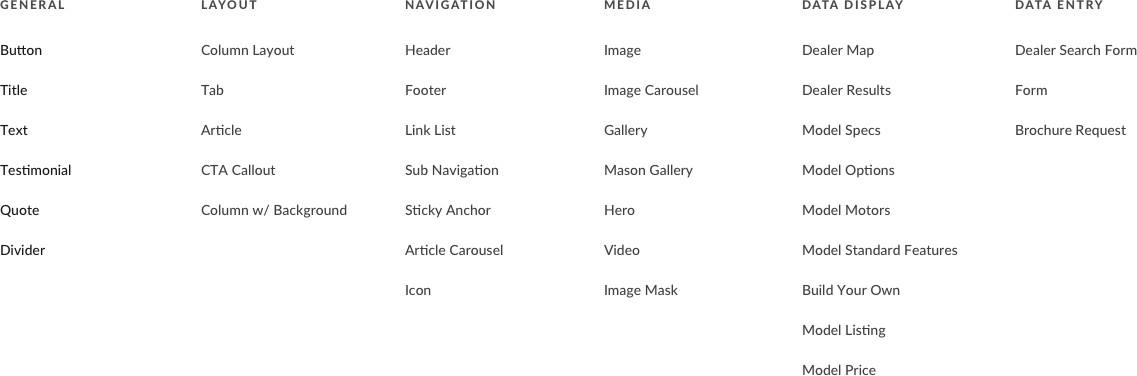 GENERAL
Button
Title
Text
Testimonial
Quote
Divider
LAYOUT
Column Layout
Tab
Article
CTA Callout
Column w/ Background
NAVIGATION
Header
Footer
Link List
Sub Navigation
Sticky Anchor
Article Carousel
Icon
MEDIA
Image
Image Carousel
Gallery
Mason Gallery
Hero
Video
Image Mask
DATA DISPLAY
Dealer Map
Dealer Results
Model Specs
Model Options
Model Motors
Model Standard Features
Build Your Own
Model Listing
Model Price
DATA ENTRY
Dealer Search Form
Form
Brochure Request